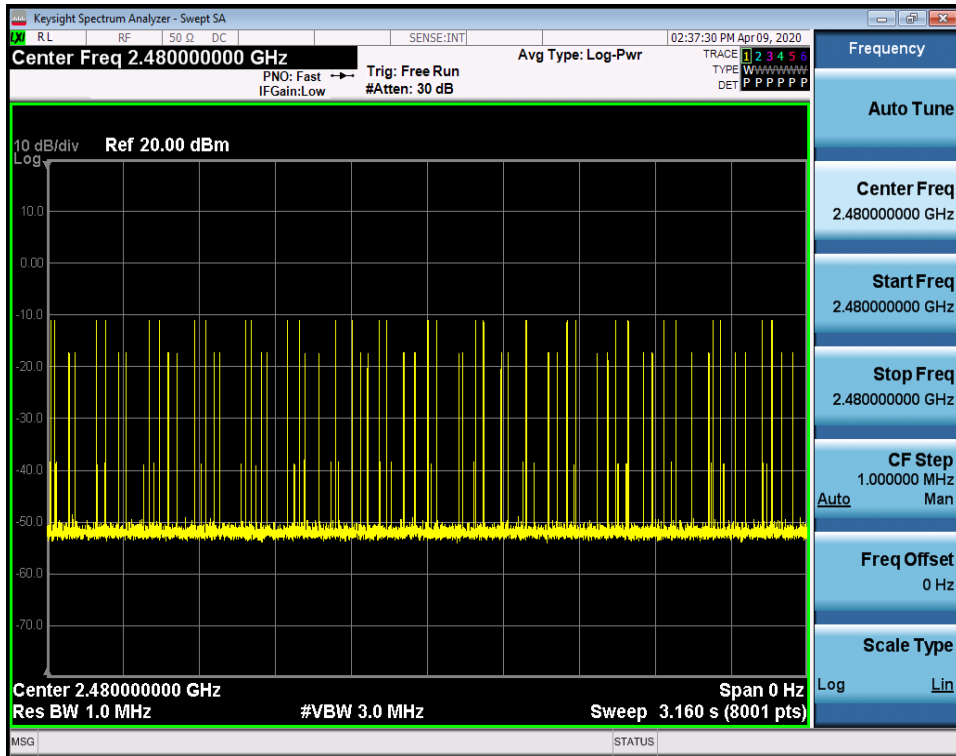 Keysight Spectrum Analyzer - Swept SA
LXI RL RF 50 Ω DC SENSE:INT 02:37:30 PM Apr 09, 2020
Center Freq 2.480000000 GHz
PNO: Fast
IFGain:Low
Trig: Free Run
#Atten: 30 dB
Avg Type: Log-Pwr
TRACE 1 2 3 4 5 6
TYPE WWWWWW
DET P P P P P P
10 dB/div Ref 20.00 dBm
Log
10.0
0.00
-10.0
-20.0
-30.0
-40.0
-50.0
-60.0
-70.0
Center 2.480000000 GHz Span 0 Hz
Res BW 1.0 MHz #VBW 3.0 MHz Sweep 3.160 s (8001 pts)
MSG STATUS
Frequency
Auto Tune
Center Freq
2.480000000 GHz
Start Freq
2.480000000 GHz
Stop Freq
2.480000000 GHz
CF Step
1.000000 MHz
Auto Man
Freq Offset
0 Hz
Scale Type
Log Lin